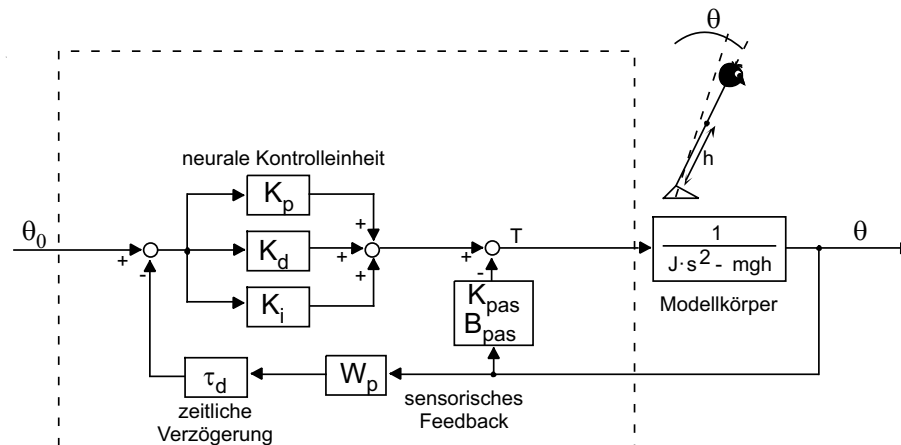 θ
h
neurale Kontrolleinheit
K_p
K_d
K_i
θ_0
+
-
+
+
+
+
-
T
K_pas
B_pas
1
J·s² - mgh
θ
Modellkörper
τ_d
W_p
zeitliche
Verzögerung
sensorisches
Feedback